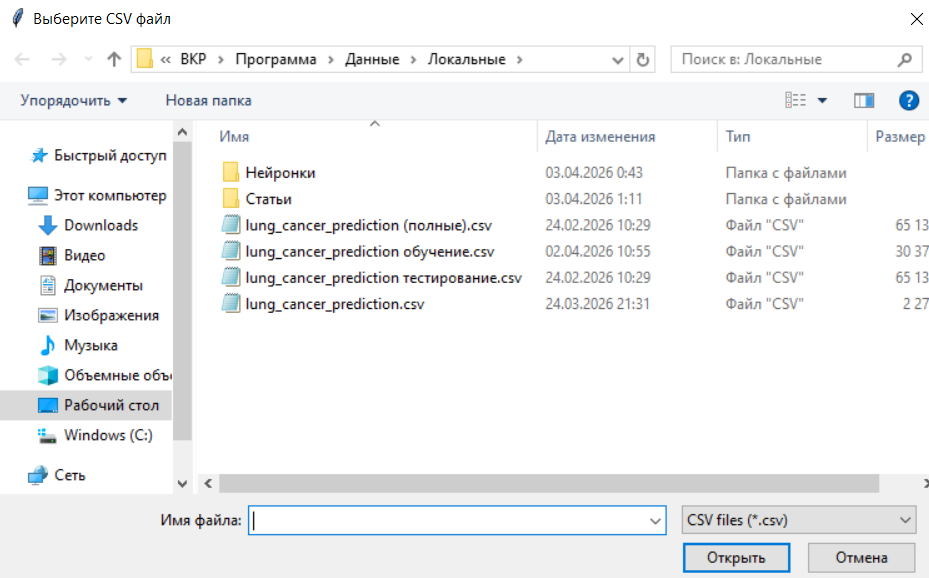 Выберите CSV файл
« ВКР › Программа › Данные › Локальные ›
Поиск в: Локальные
Упорядочить
Новая папка
Быстрый доступ
Этот компьютер
Downloads
Видео
Документы
Изображения
Музыка
Объемные объ
Рабочий стол
Windows (C:)
Сеть
Имя Дата изменения Тип Размер
Нейронки 03.04.2026 0:43 Папка с файлами
Статьи 03.04.2026 1:11 Папка с файлами
lung_cancer_prediction (полные).csv 24.02.2026 10:29 Файл "CSV" 65 13
lung_cancer_prediction обучение.csv 02.04.2026 10:55 Файл "CSV" 30 37
lung_cancer_prediction тестирование.csv 24.02.2026 10:29 Файл "CSV" 65 13
lung_cancer_prediction.csv 24.03.2026 21:31 Файл "CSV" 2 27
Имя файла:
CSV files (*.csv)
Открыть
Отмена